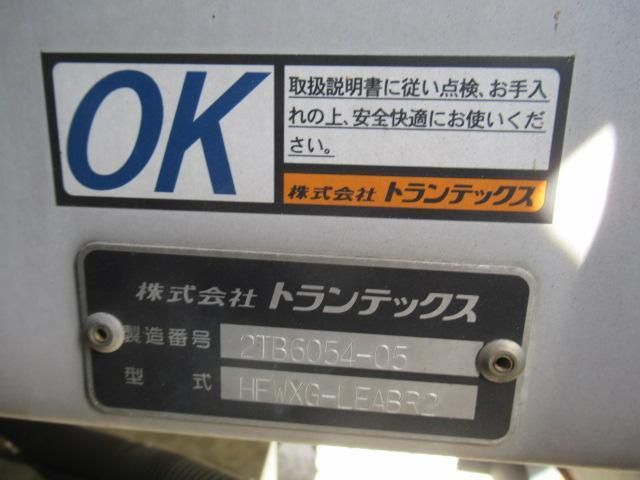 OK
取扱説明書に従い点検、お手入
れの上、安全快適にお使いくだ
さい。
株式会社 トランテックス
株式会社 トランテックス
製造番号 2TB6054-05
型式 HFWXG-LEABR2